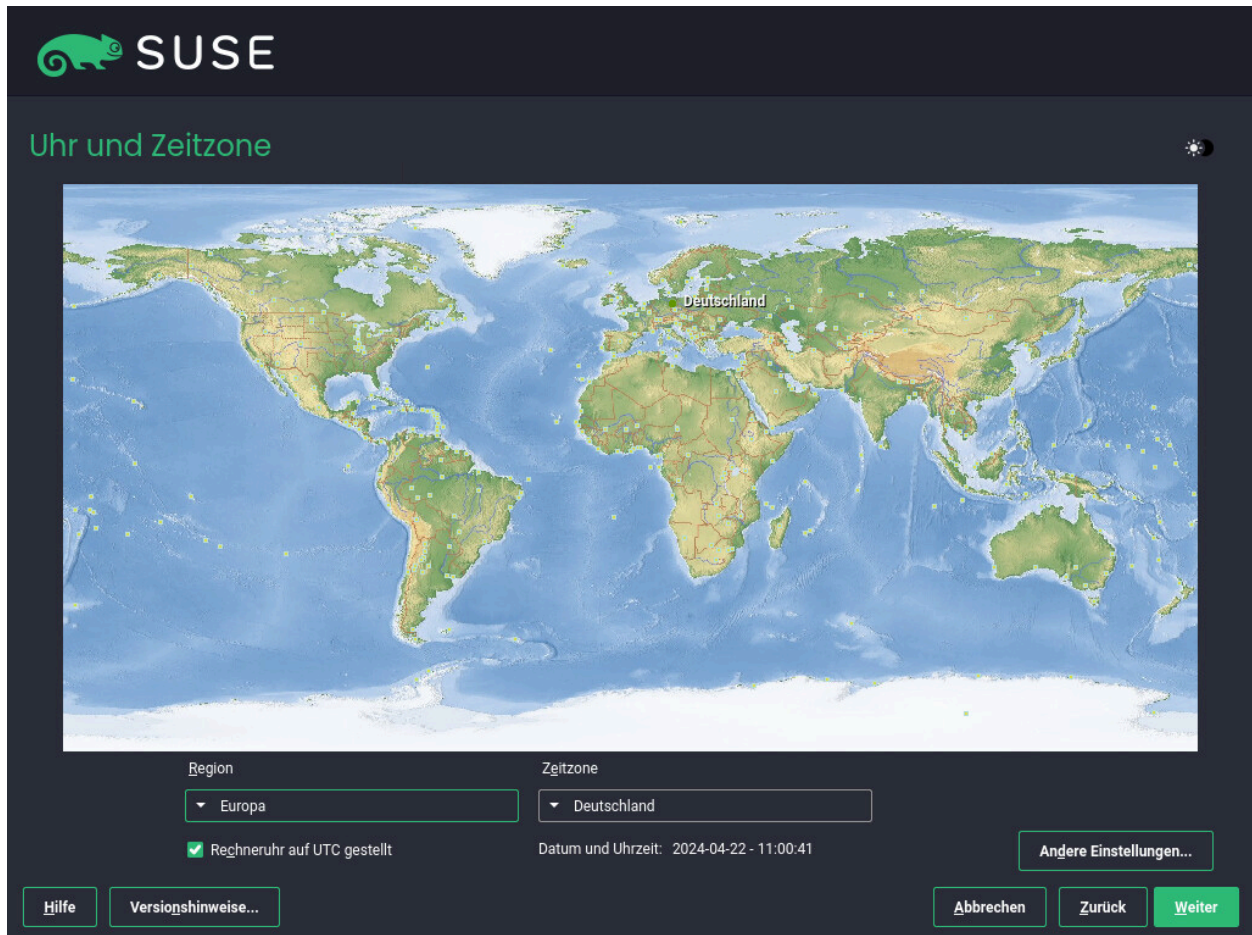 SUSE
Uhr und Zeitzone
Deutschland
Region
Zeitzone
Europa
Deutschland
Rechneruhr auf UTC gestellt
Datum und Uhrzeit: 2024-04-22 - 11:00:41
Andere Einstellungen...
Hilfe
Versionshinweise...
Abbrechen
Zurück
Weiter